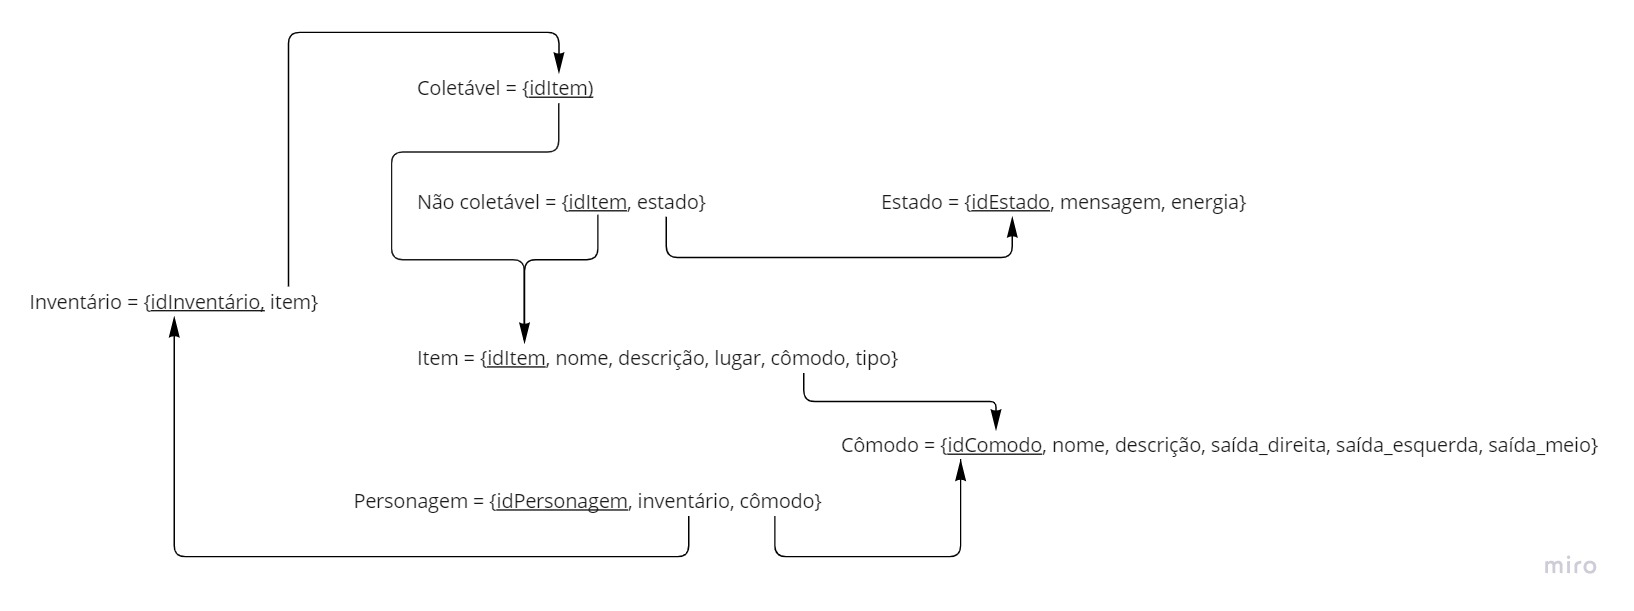 Coletável = {idItem)
Não coletável = {idItem, estado}
Estado = {idEstado, mensagem, energia}
Inventário = {idInventário, item}
Item = {idItem, nome, descrição, lugar, cômodo, tipo}
Cômodo = {idComodo, nome, descrição, saída_direita, saída_esquerda, saída_meio}
Personagem = {idPersonagem, inventário, cômodo}
miro